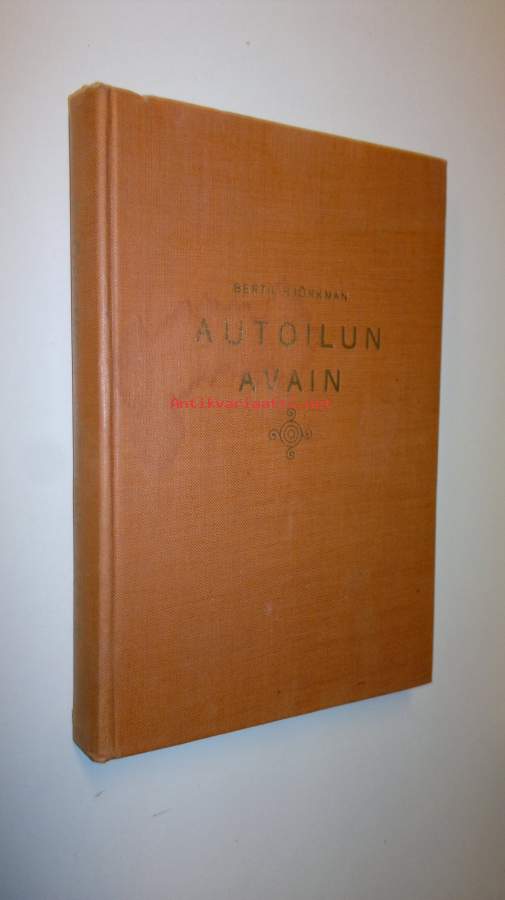 BERTIL BJÖRKMAN
AUTOILUN
AVAIN
Antikvariaatti.net